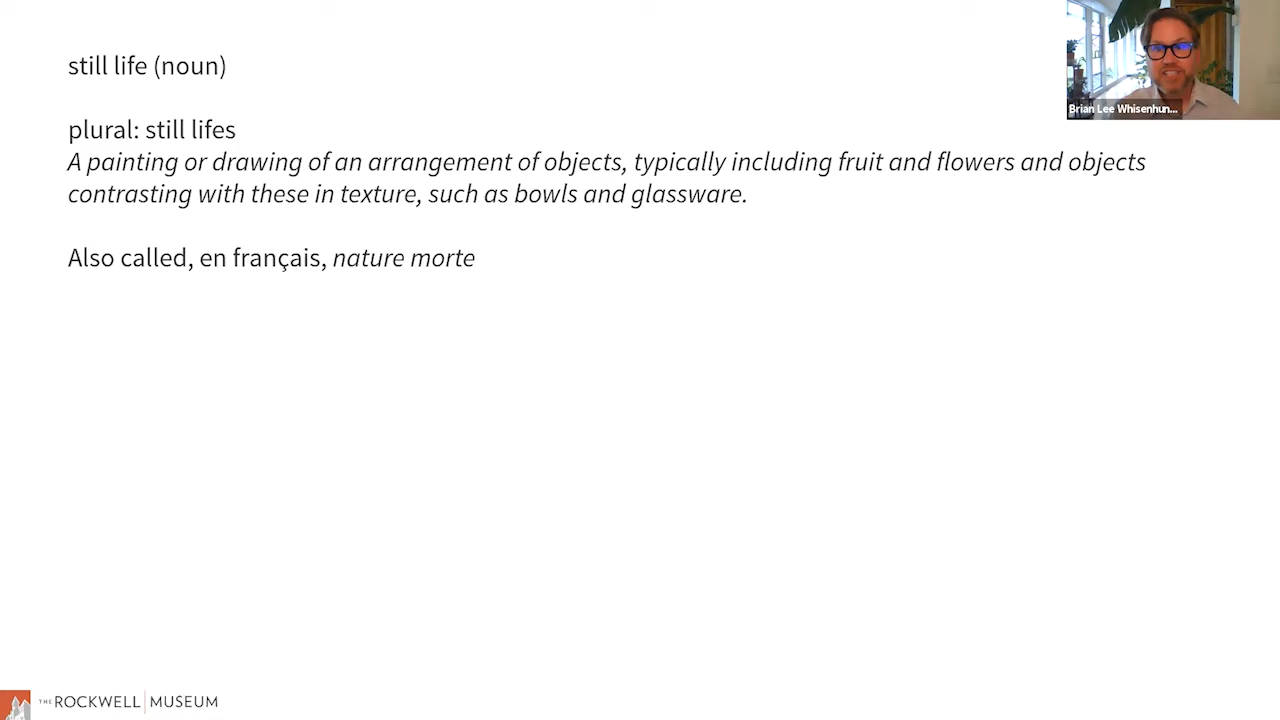 still life (noun)
plural: still lifes
A painting or drawing of an arrangement of objects, typically including fruit and flowers and objects
contrasting with these in texture, such as bowls and glassware.
Also called, en français, nature morte
Brian Lee Whisenhun...
THE ROCKWELL MUSEUM